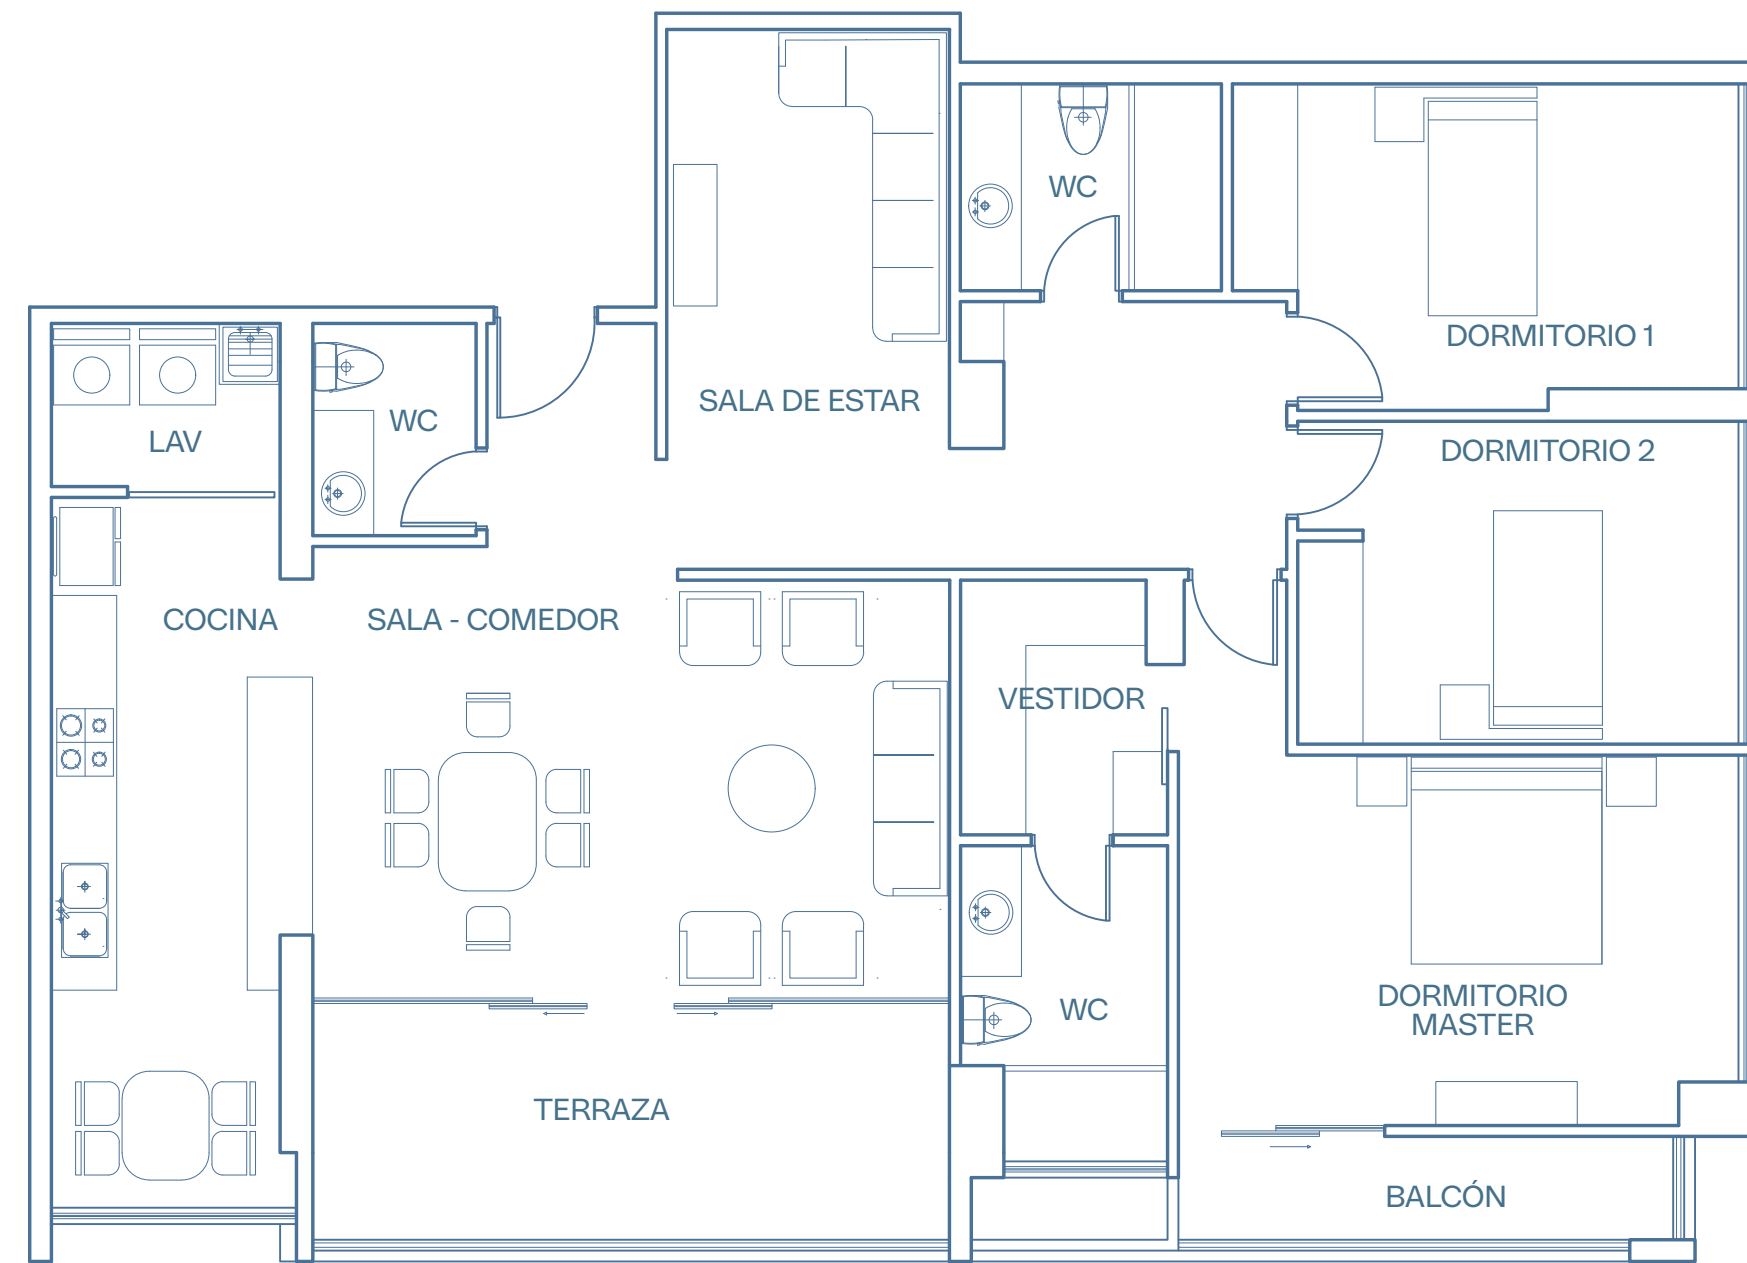 WC
DORMITORIO 1
SALA DE ESTAR
WC
LAV
DORMITORIO 2
COCINA
SALA - COMEDOR
VESTIDOR
DORMITORIO
MASTER
WC
TERRAZA
BALCÓN